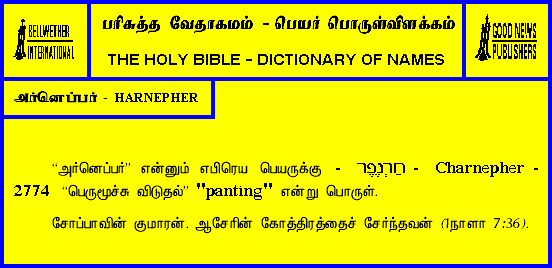 BELLWETHER
INTERNATIONAL
பரிசுத்த வேதாகமம் - பெயர் பொருள்விளக்கம்
THE HOLY BIBLE - DICTIONARY OF NAMES
GOOD NEWS
PUBLISHERS
அர்னெப்பர் - HARNEPHER
“அர்னெப்பர்” என்னும் எபிரெய பெயருக்கு - חַרְנֶפֶר - Charnepher -
2774 “பெருமூச்சு விடுதல்” "panting" என்று பொருள்.
சோப்பாவின் குமாரன். ஆசேரின் கோத்திரத்தைச் சேர்ந்தவன் (1நாளா 7:36).